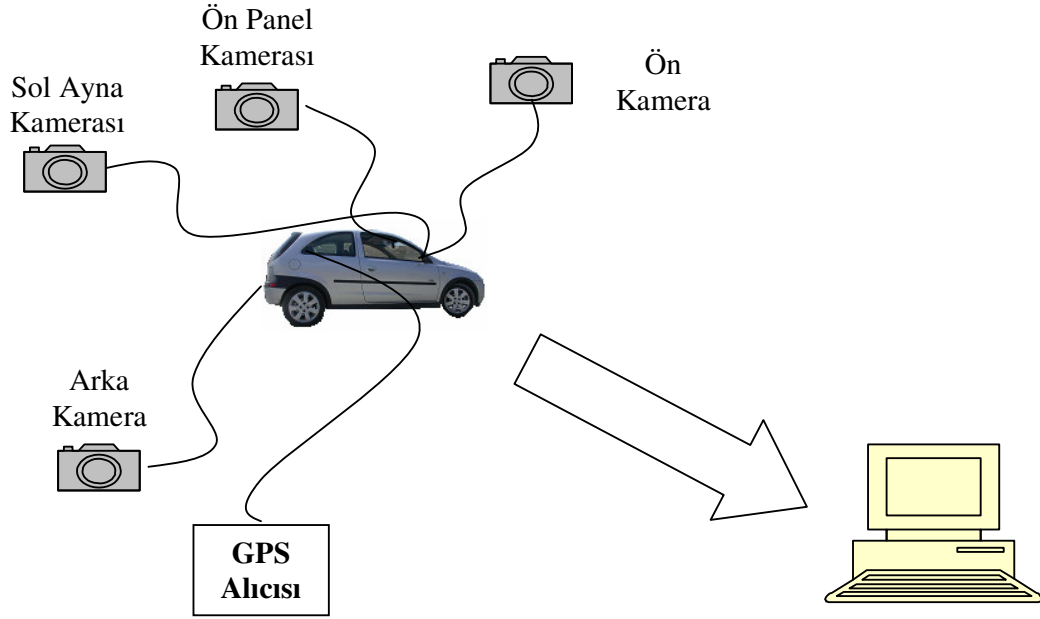 Ön Panel
Kamerası
Ön
Kamera
Sol Ayna
Kamerası
Arka
Kamera
GPS
Alıcısı